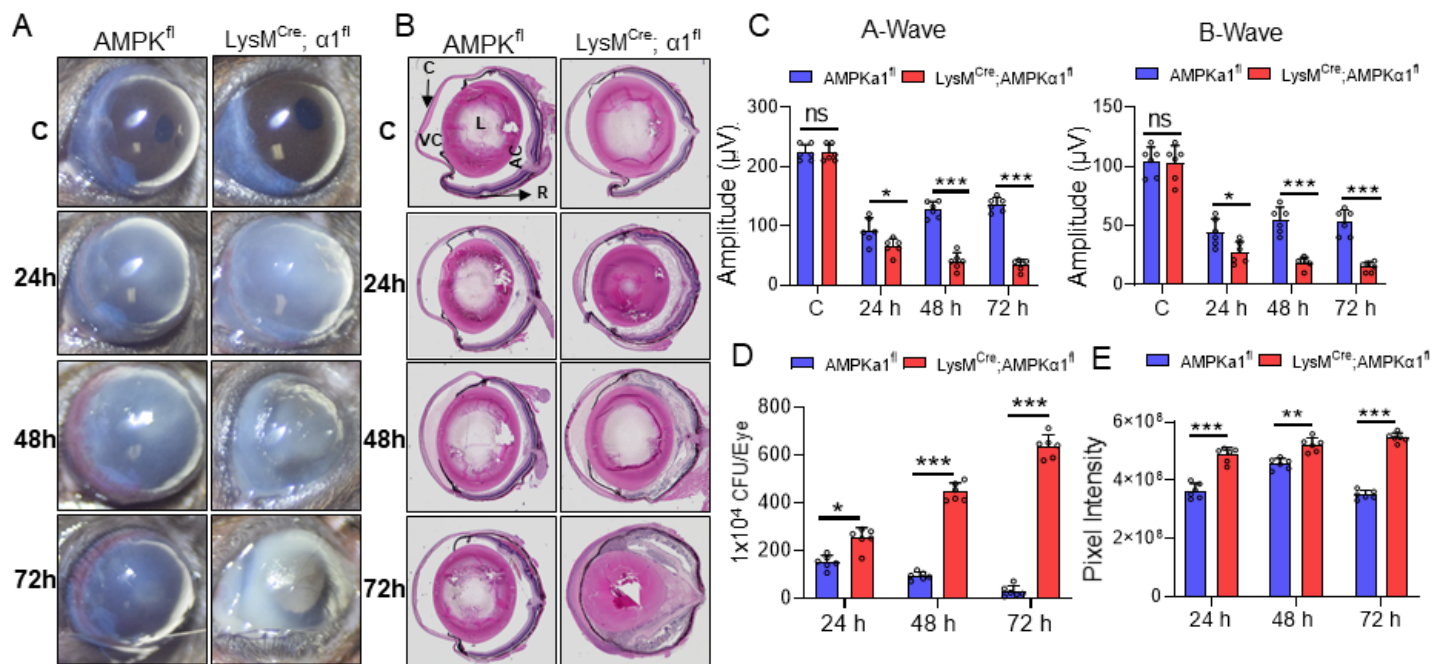 A
AMPKᶠˡ
LysMᶜʳᵉ; α1ᶠˡ
C
24h
48h
72h
B
AMPKᶠˡ
LysMᶜʳᵉ; α1ᶠˡ
C
24h
48h
72h
C
L
VC
AC
R
C
A-Wave
AMPKa1ᶠˡ
LysMᶜʳᵉ;AMPKα1ᶠˡ
Amplitude (µV).
300
200
100
0
ns
*
***
***
C
24 h
48 h
72 h
B-Wave
AMPKa1ᶠˡ
LysMᶜʳᵉ;AMPKα1ᶠˡ
Amplitude (µV)
150
100
50
0
ns
*
***
***
C
24 h
48 h
72 h
D
AMPKa1ᶠˡ
LysMᶜʳᵉ;AMPKα1ᶠˡ
1x10⁴ CFU/Eye
800
600
400
200
0
*
***
***
24 h
48 h
72 h
E
AMPKa1ᶠˡ
LysMᶜʳᵉ;AMPKα1ᶠˡ
Pixel Intensity
6×10⁸
4×10⁸
2×10⁸
0
***
**
***
24 h
48 h
72 h